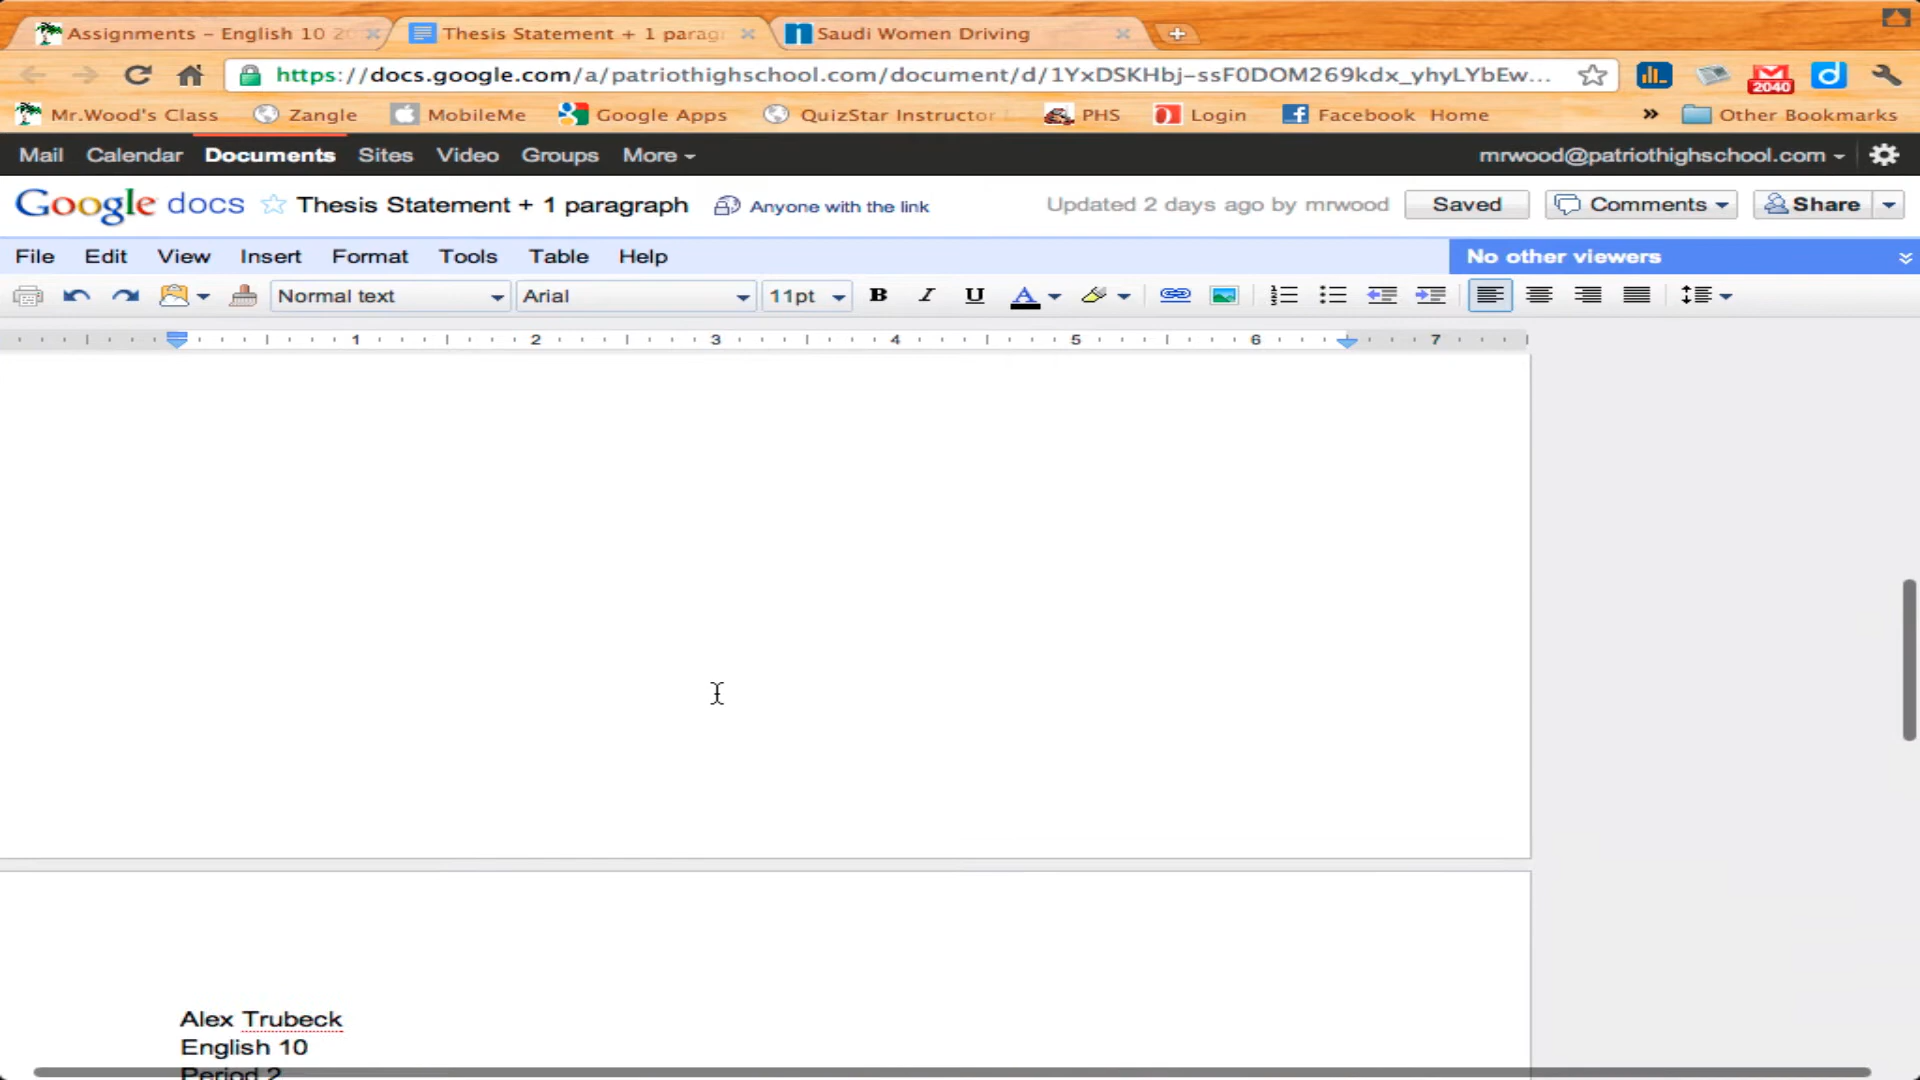 Assignments – English 10 20
Thesis Statement + 1 paragr
Saudi Women Driving
https://docs.google.com/a/patriothighschool.com/document/d/1YxDSKHbj-ssF0DOM269kdx_yhyLYbEw...
2040
Mr.Wood's Class
Zangle
MobileMe
Google Apps
QuizStar Instructor
PHS
Login
Facebook Home
»
Other Bookmarks
Mail Calendar Documents Sites Video Groups More
mrwood@patriothighschool.com
Google docs
Thesis Statement + 1 paragraph
Anyone with the link
Updated 2 days ago by mrwood
Saved
Comments
Share
File Edit View Insert Format Tools Table Help
No other viewers
Normal text
Arial
11pt
B I U A
1 2 3 4 5 6 7
Alex Trubeck
English 10
Period 2